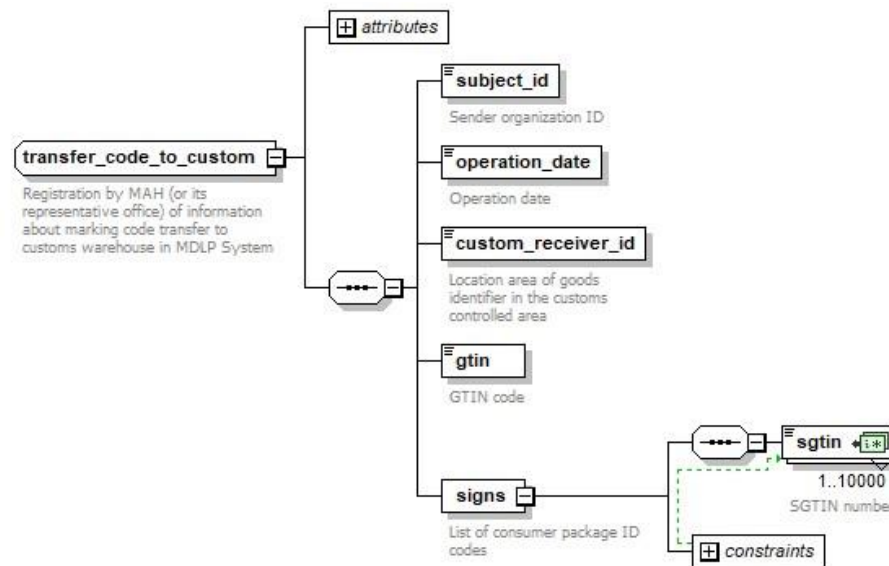 attributes
subject_id
Sender organization ID
transfer_code_to_custom
Registration by MAH (or its
representative office) of information
about marking code transfer to
customs warehouse in MDLP System
operation_date
Operation date
custom_receiver_id
Location area of goods
identifier in the customs
controlled area
gtin
GTIN code
signs
List of consumer package ID
codes
sgtin
i*
1..10000
SGTIN numbe
constraints